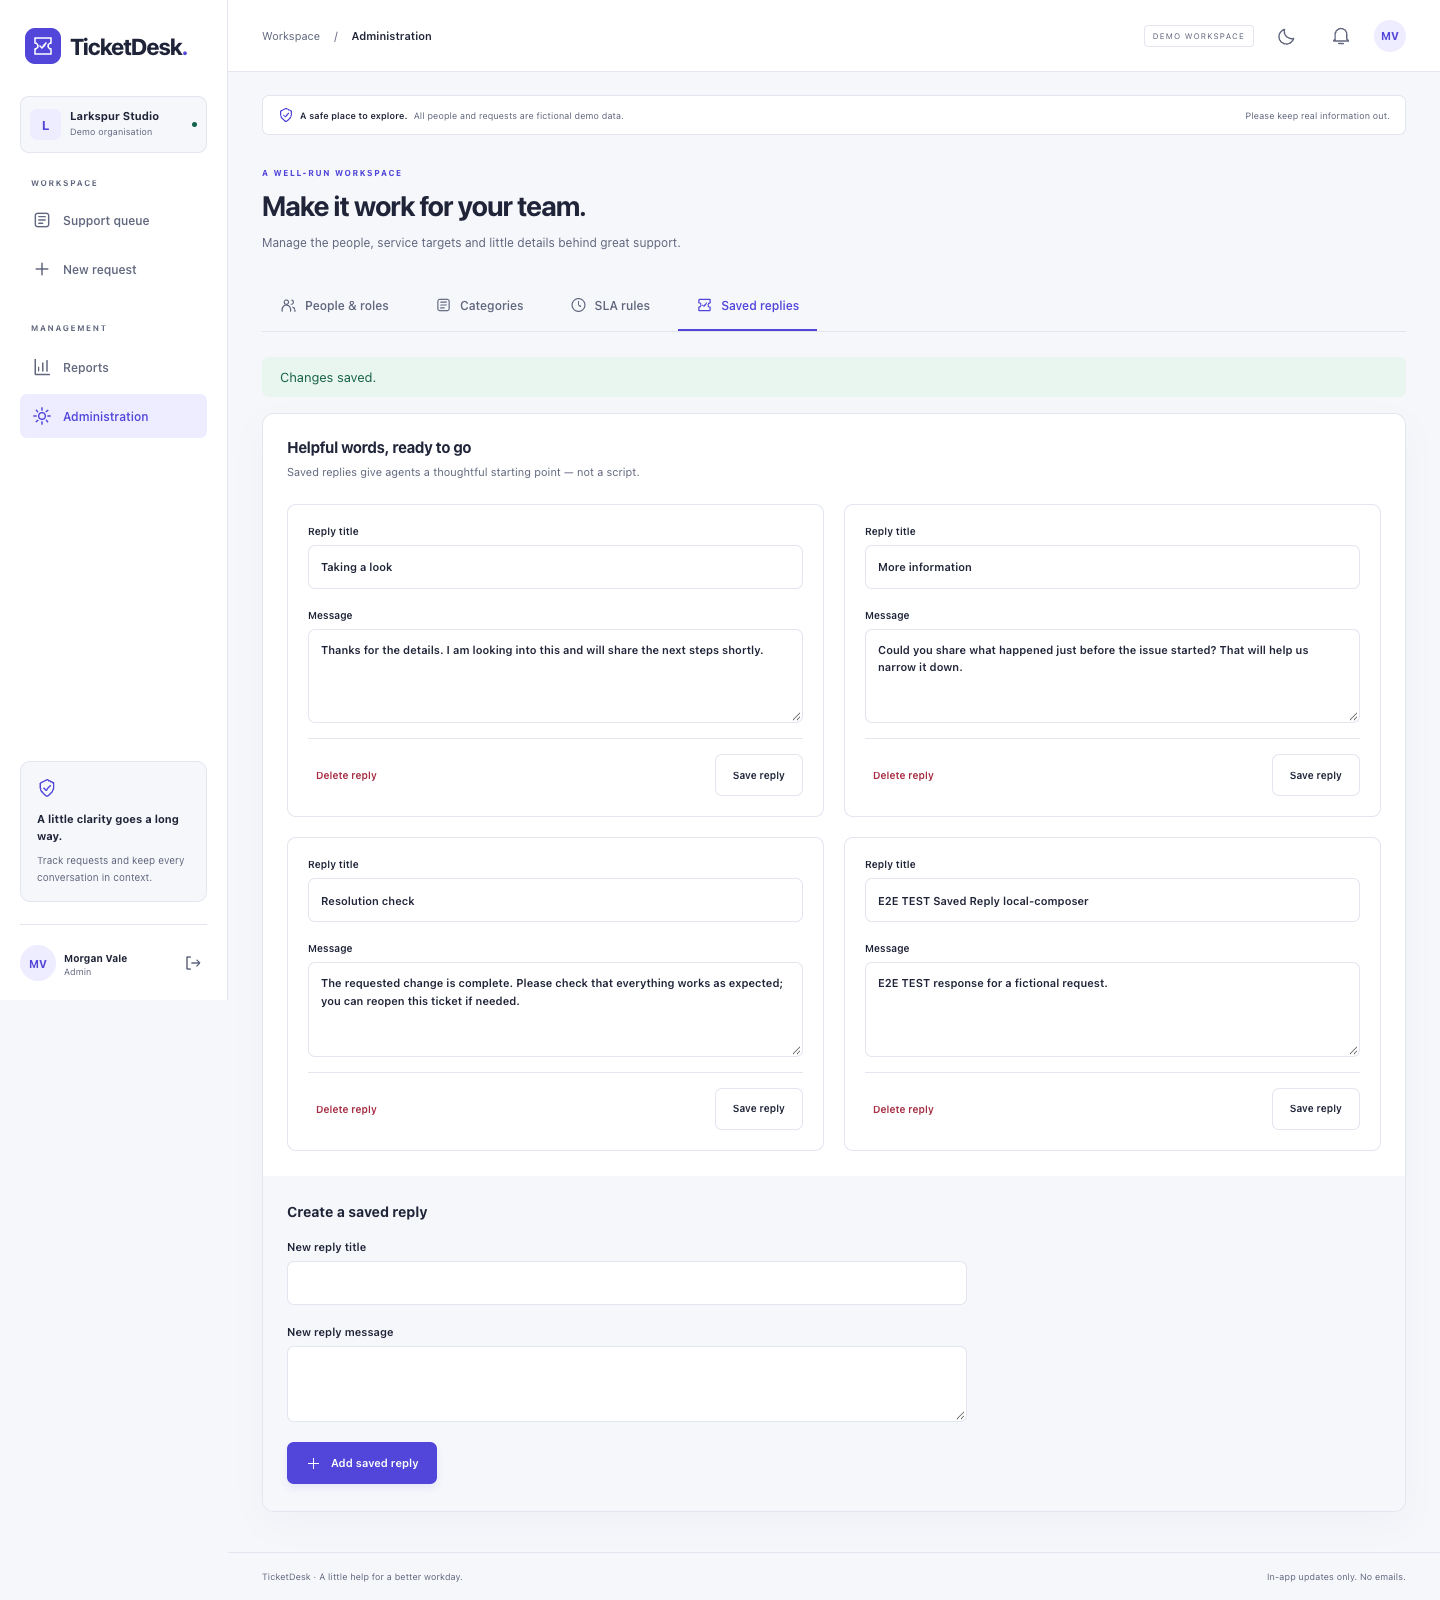 TicketDesk.
L
Larkspur Studio
Demo organisation
WORKSPACE
Support queue
New request
MANAGEMENT
Reports
Administration
A little clarity goes a long
way.
Track requests and keep every
conversation in context.
MV
Morgan Vale
Admin
Workspace / Administration
DEMO WORKSPACE
MV
A safe place to explore. All people and requests are fictional demo data.
Please keep real information out.
A WELL-RUN WORKSPACE
Make it work for your team.
Manage the people, service targets and little details behind great support.
People & roles
Categories
SLA rules
Saved replies
Changes saved.
Helpful words, ready to go
Saved replies give agents a thoughtful starting point — not a script.
Reply title
Taking a look
Message
Thanks for the details. I am looking into this and will share the next steps shortly.
Delete reply
Save reply
Reply title
More information
Message
Could you share what happened just before the issue started? That will help us
narrow it down.
Delete reply
Save reply
Reply title
Resolution check
Message
The requested change is complete. Please check that everything works as expected;
you can reopen this ticket if needed.
Delete reply
Save reply
Reply title
E2E TEST Saved Reply local-composer
Message
E2E TEST response for a fictional request.
Delete reply
Save reply
Create a saved reply
New reply title
New reply message
Add saved reply
TicketDesk · A little help for a better workday.
In-app updates only. No emails.